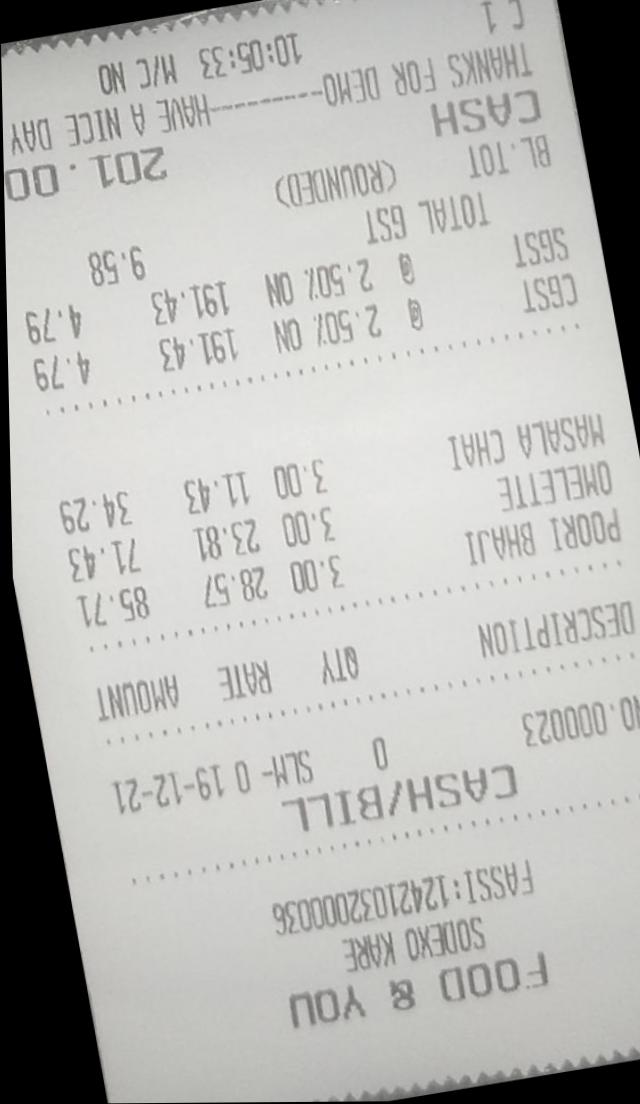 FOOD & YOU
SODEXO KARE
FASSI:12421032000036
CASH/BILL
NO.000023 0 SLM- 0 19-12-21
DESCRIPTION QTY RATE AMOUNT
POORI BHAJI 3.00 28.57 85.71
OMELETTE 3.00 23.81 71.43
MASALA CHAI 3.00 11.43 34.29
CGST @ 2.50% ON 191.43 4.79
SGST @ 2.50% ON 191.43 4.79
TOTAL GST 9.58
BL.TOT (ROUNDED)
CASH 201.00
THANKS FOR DEMO----------HAVE A NICE DAY
C 1 10:05:33 M/C NO